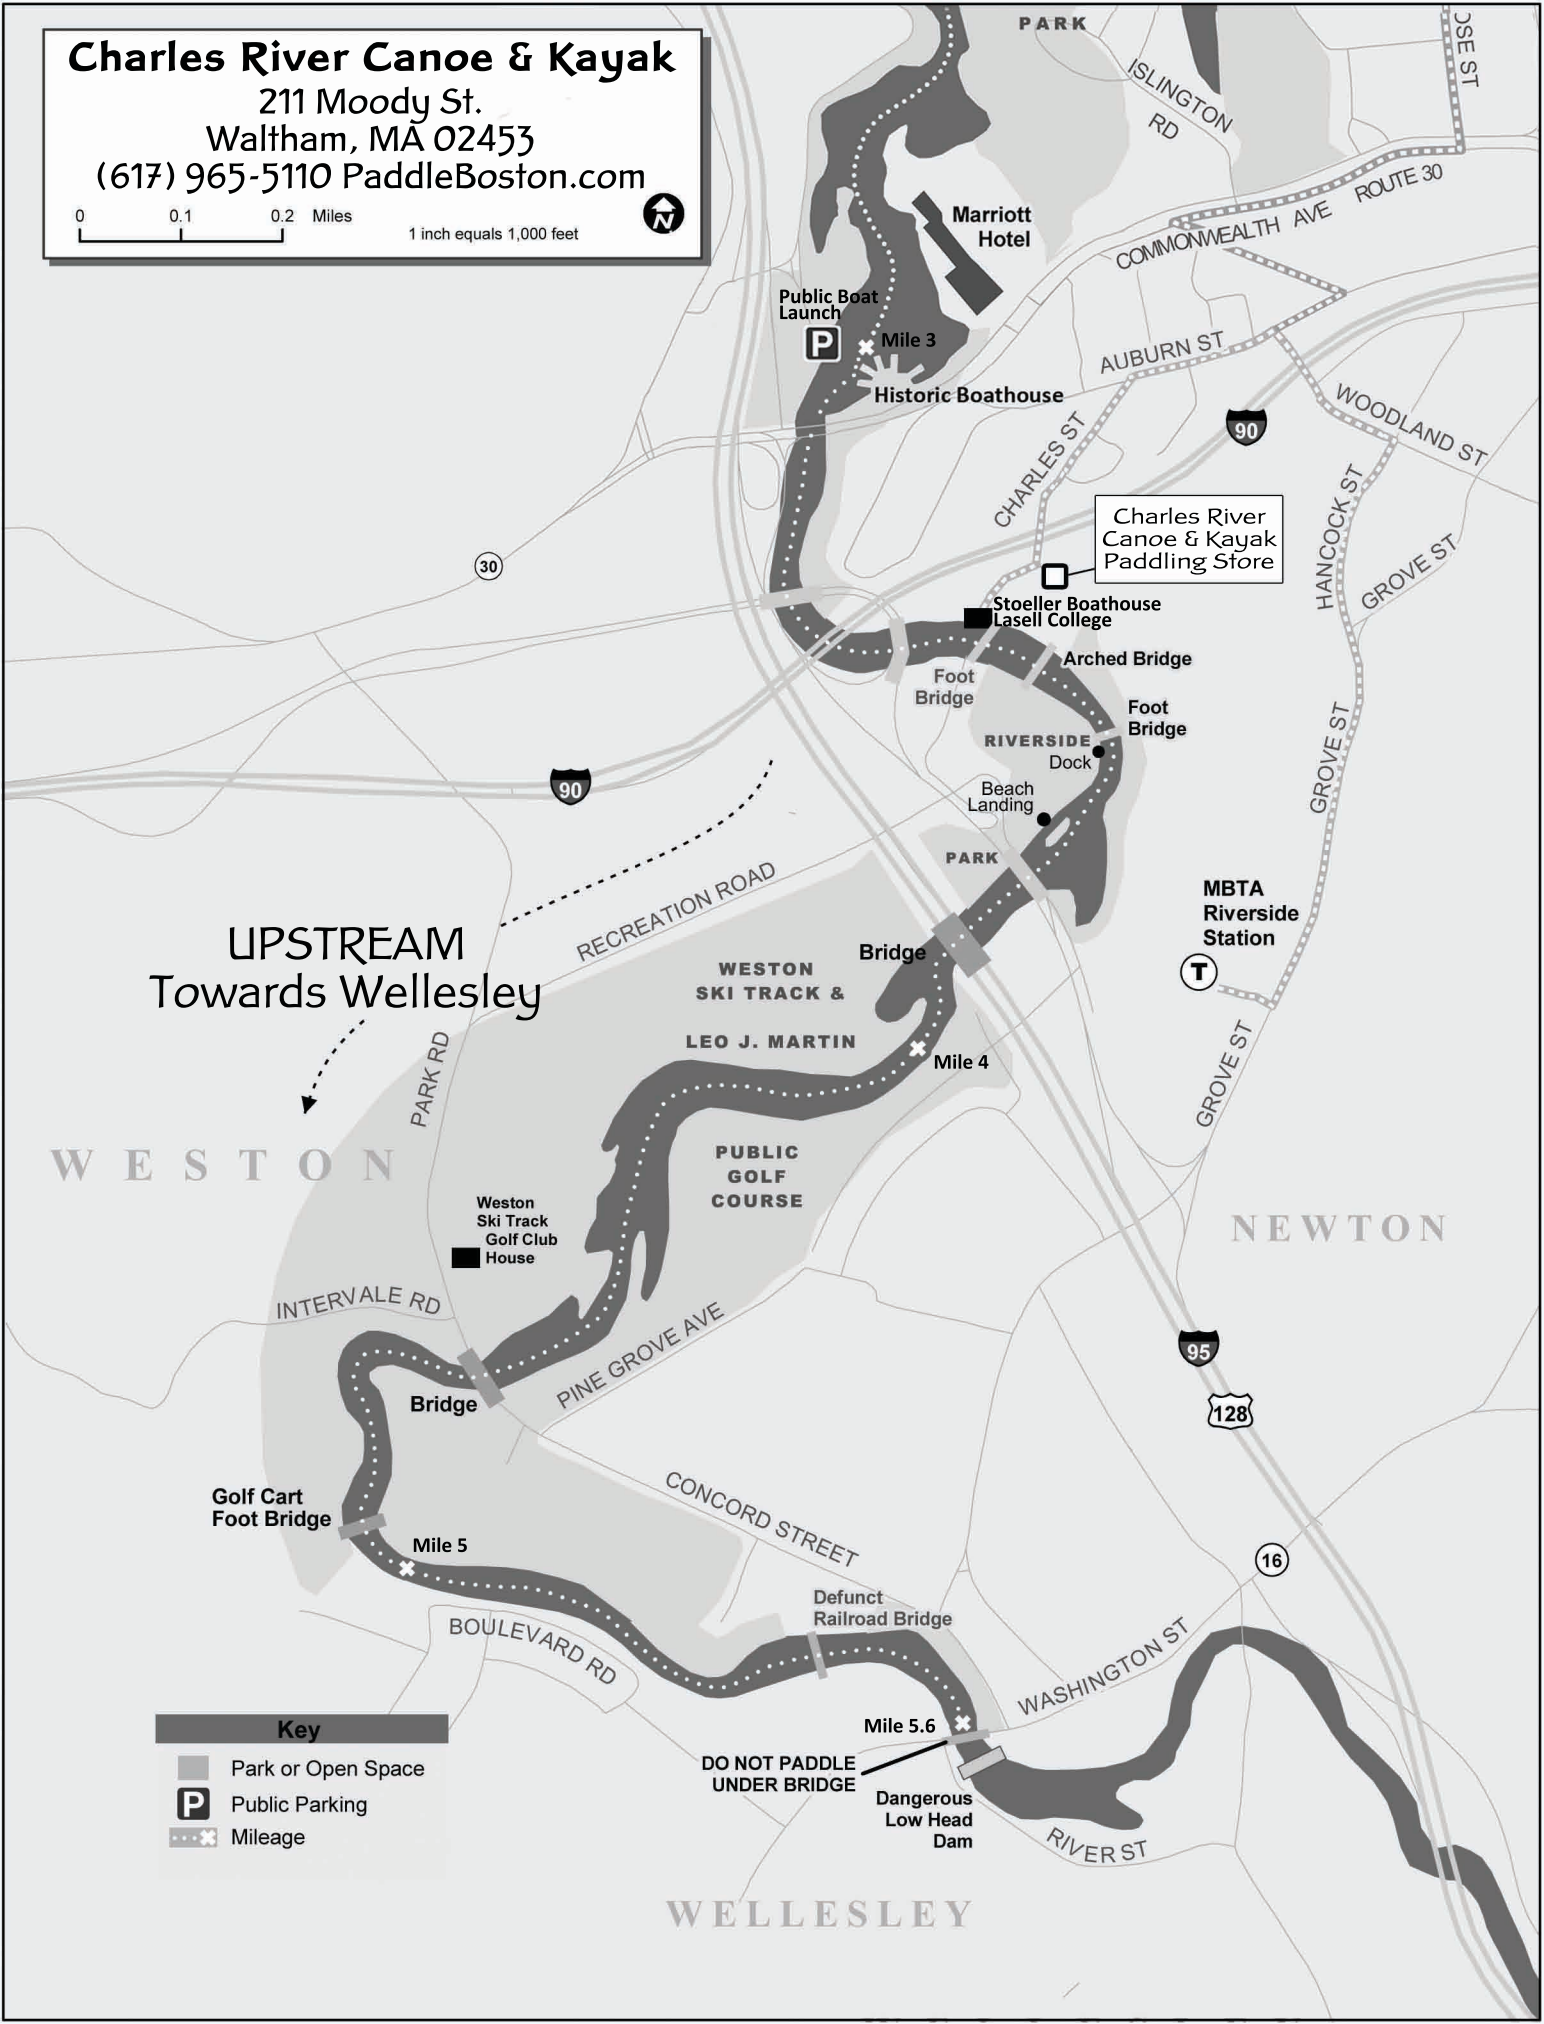 Charles River Canoe & Kayak
211 Moody St.
Waltham, MA 02453
(617) 965-5110 PaddleBoston.com
0 0.1 0.2 Miles
1 inch equals 1,000 feet
N
PARK
ISLINGTON
RD
OSE ST
ROUTE 30
COMMONWEALTH AVE
Marriott
Hotel
Public Boat
Launch
P
Mile 3
Historic Boathouse
AUBURN ST
WOODLAND ST
90
CHARLES ST
HANCOCK ST
GROVE ST
Charles River
Canoe & Kayak
Paddling Store
30
Stoeller Boathouse
Lasell College
Arched Bridge
Foot
Bridge
Foot
Bridge
RIVERSIDE
Dock
GROVE ST
90
Beach
Landing
PARK
MBTA
Riverside
Station
T
RECREATION ROAD
UPSTREAM
Towards Wellesley
Bridge
WESTON
SKI TRACK &
LEO J. MARTIN
Mile 4
PARK RD
GROVE ST
WESTON
PUBLIC
GOLF
COURSE
Weston
Ski Track
Golf Club
House
NEWTON
INTERVALE RD
PINE GROVE AVE
95
128
Bridge
Golf Cart
Foot Bridge
CONCORD STREET
Mile 5
16
Defunct
Railroad Bridge
BOULEVARD RD
WASHINGTON ST
Mile 5.6
DO NOT PADDLE
UNDER BRIDGE
Dangerous
Low Head
Dam
RIVER ST
Key
Park or Open Space
P Public Parking
Mileage
WELLESLEY